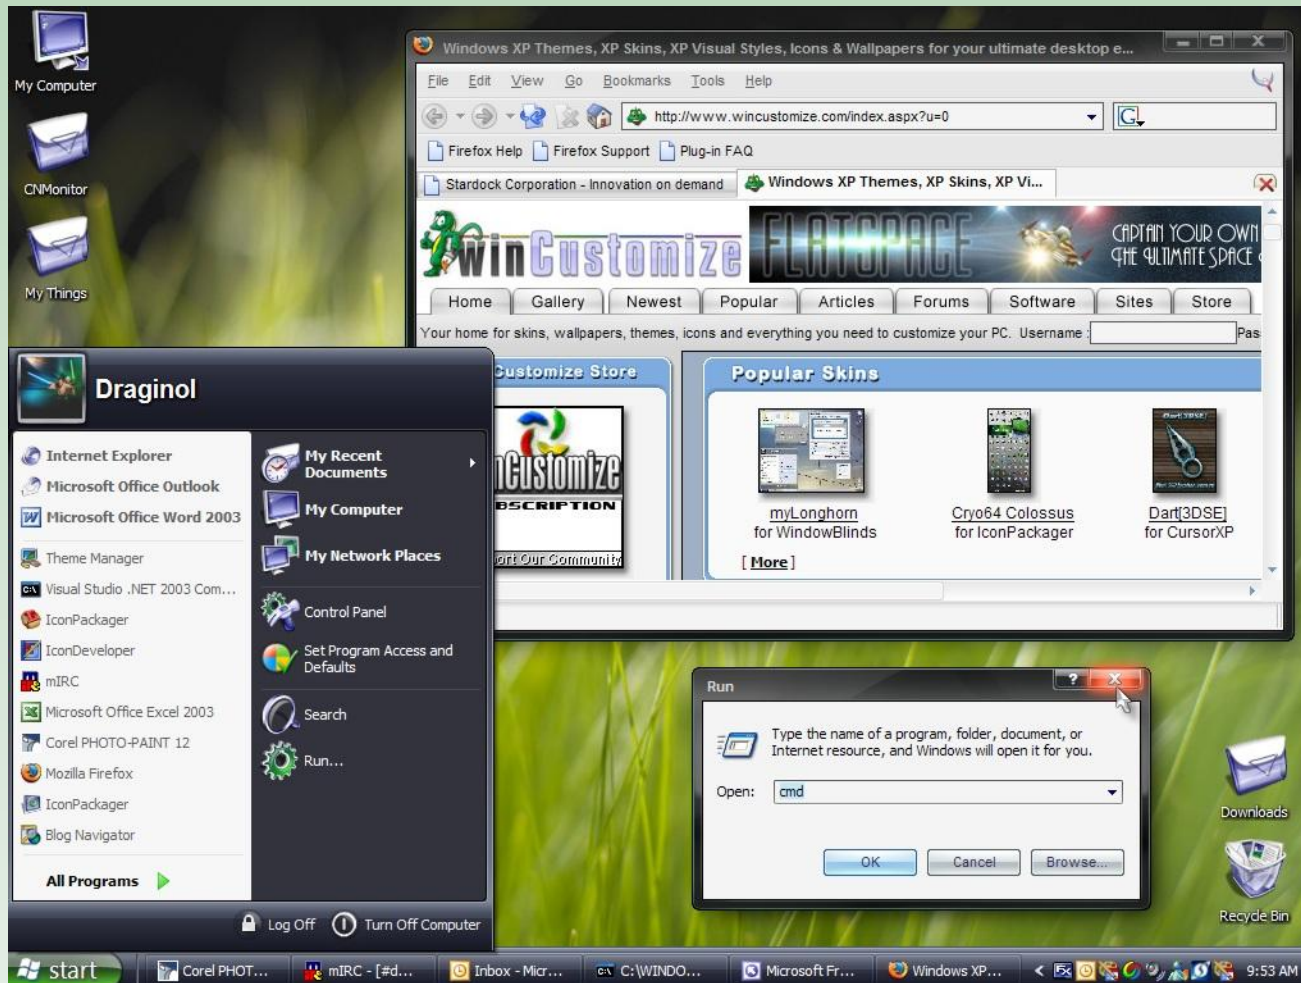 My Computer
CNMonitor
My Things
Windows XP Themes, XP Skins, XP Visual Styles, Icons & Wallpapers for your ultimate desktop e...
File Edit View Go Bookmarks Tools Help
http://www.wincustomize.com/index.aspx?u=0
G
Firefox Help Firefox Support Plug-in FAQ
Stardock Corporation - Innovation on demand Windows XP Themes, XP Skins, XP Vi...
WinCustomize
FLATSPACE
CAPTAIN YOUR OWN
THE ULTIMATE SPACE
Home Gallery Newest Popular Articles Forums Software Sites Store
Your home for skins, wallpapers, themes, icons and everything you need to customize your PC. Username : Pas
Customize Store
nCustomize
BSCRIPTION
ort Our Community
Popular Skins
Dart[3DSE]
myLonghorn
for WindowBlinds
Cryo64 Colossus
for IconPackager
Dart[3DSE]
for CursorXP
[ More ]
Draginol
Internet Explorer
Microsoft Office Outlook
Microsoft Office Word 2003
Theme Manager
Visual Studio .NET 2003 Com...
IconPackager
IconDeveloper
mIRC
Microsoft Office Excel 2003
Corel PHOTO-PAINT 12
Mozilla Firefox
IconPackager
Blog Navigator
All Programs
My Recent
Documents
My Computer
My Network Places
Control Panel
Set Program Access and
Defaults
Search
Run...
Log Off Turn Off Computer
Run
Type the name of a program, folder, document, or
Internet resource, and Windows will open it for you.
Open: cmd
OK Cancel Browse...
Downloads
Recycle Bin
start Corel PHOT... mIRC - [#d... Inbox - Micr... C:\WINDO... Microsoft Fr... Windows XP... 9:53 AM